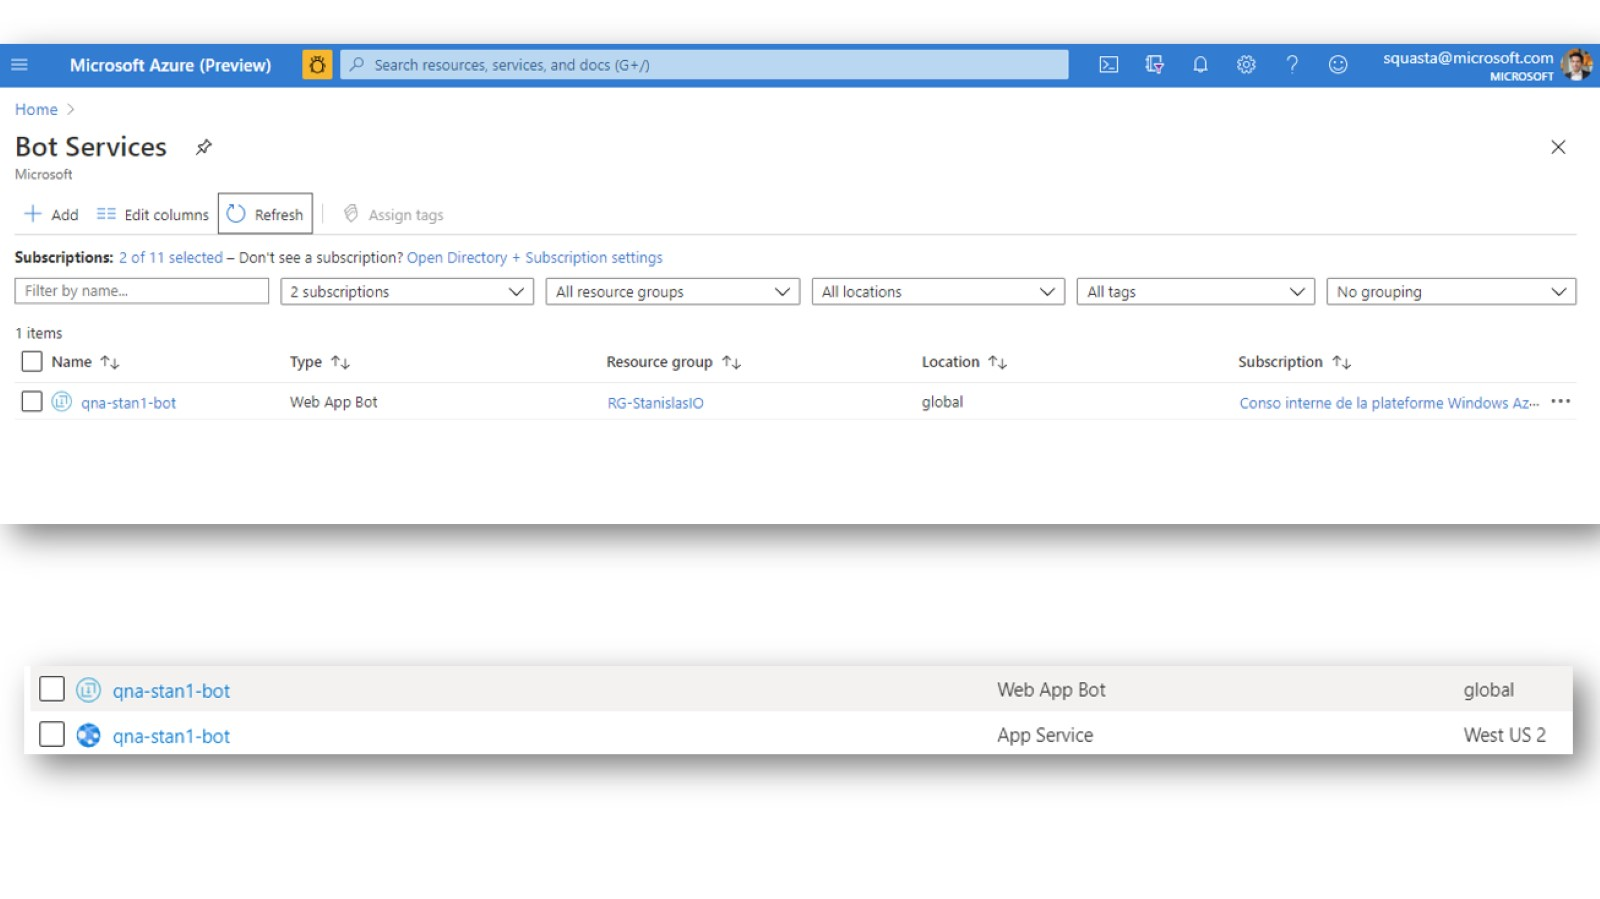 Microsoft Azure (Preview) Search resources, services, and docs (G+/) squasta@microsoft.com
MICROSOFT
Home
Bot Services
Microsoft
Add Edit columns Refresh Assign tags
Subscriptions: 2 of 11 selected – Don't see a subscription? Open Directory + Subscription settings
Filter by name... 2 subscriptions All resource groups All locations All tags No grouping
1 items
Name Type Resource group Location Subscription
qna-stan1-bot Web App Bot RG-StanislasIO global Conso interne de la plateforme Windows Az...
qna-stan1-bot Web App Bot global
qna-stan1-bot App Service West US 2